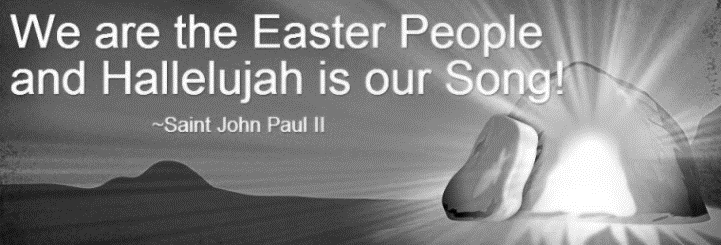 We are the Easter People
and Hallelujah is our Song!
~Saint John Paul II